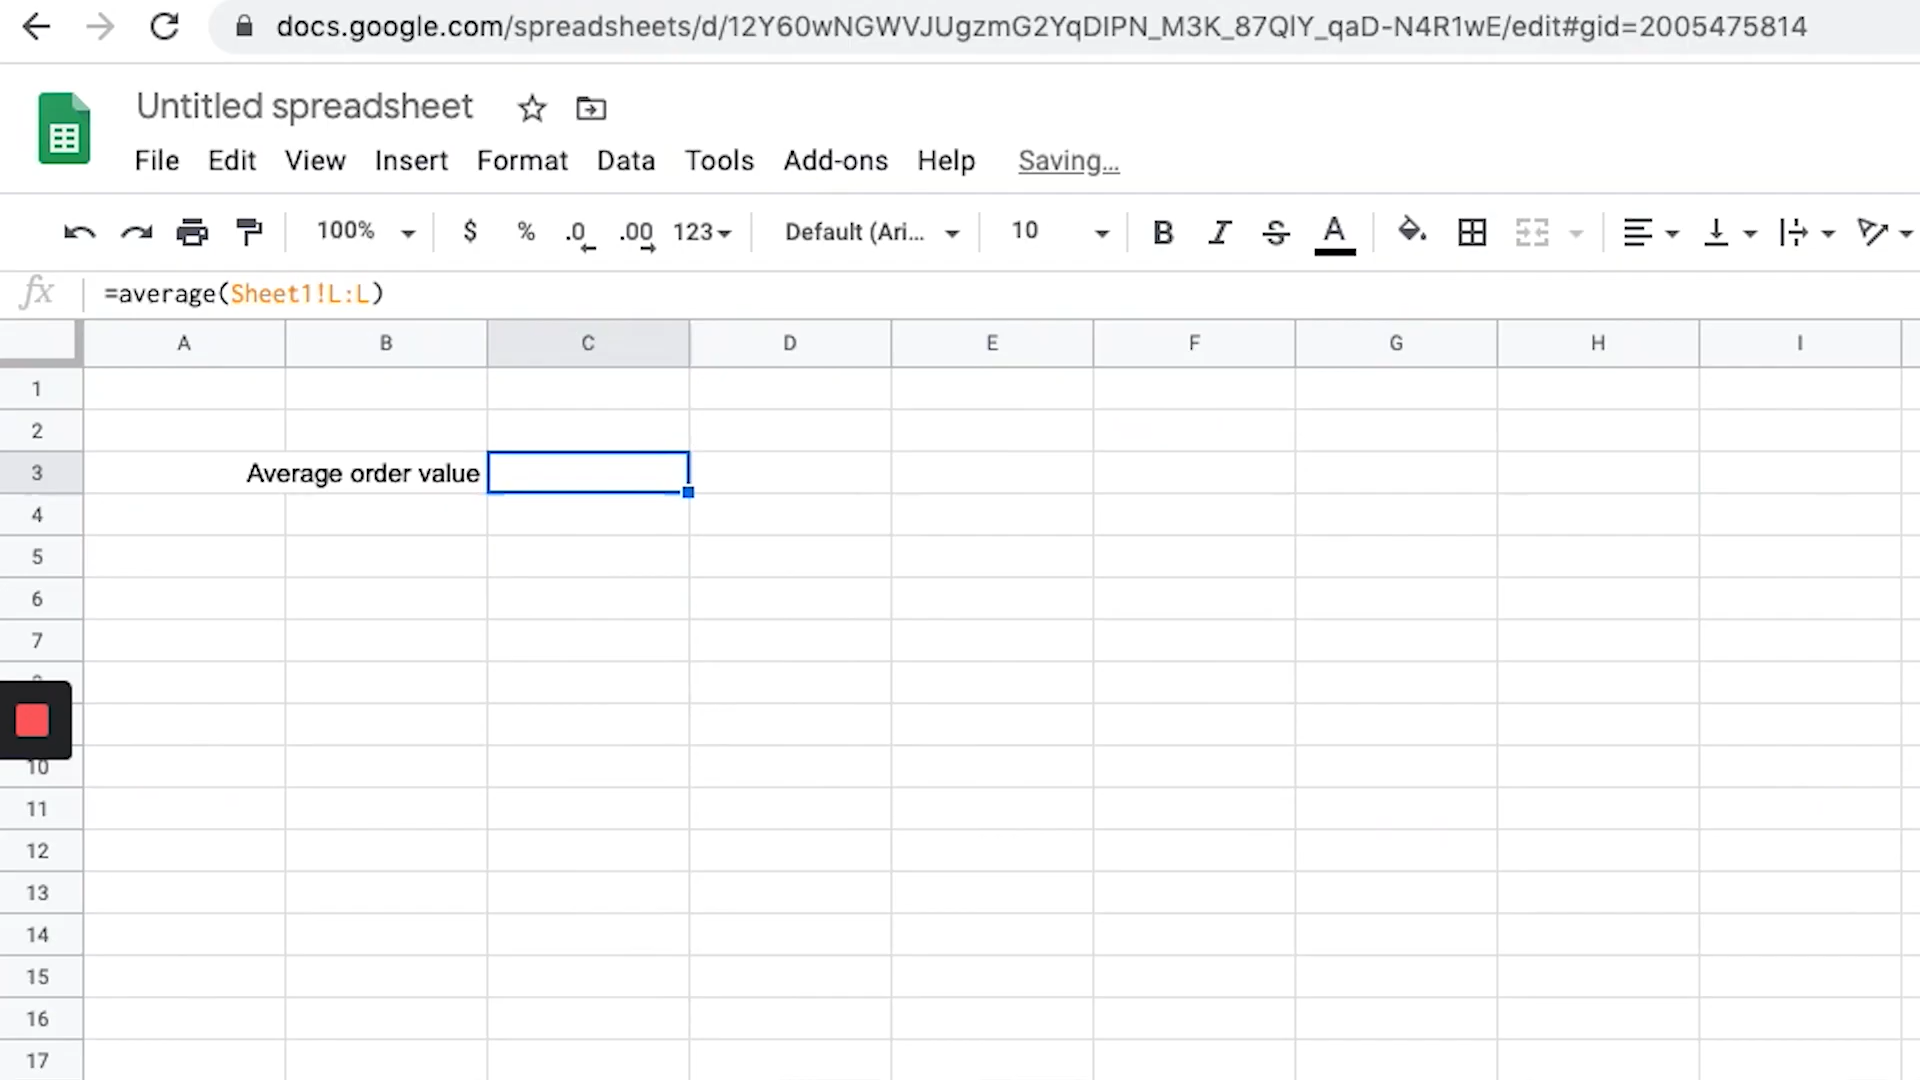 docs.google.com/spreadsheets/d/12Y60wNGWVJUgzmG2YqDIPN_M3K_87QlY_qaD-N4R1wE/edit#gid=2005475814
Untitled spreadsheet
File Edit View Insert Format Data Tools Add-ons Help Saving...
100% $ % .0 .00 123 Default (Ari... 10 B I S A
fx =average(Sheet1!L:L)
A B C D E F G H I
1
2
3 Average order value
4
5
6
7
10
11
12
13
14
15
16
17